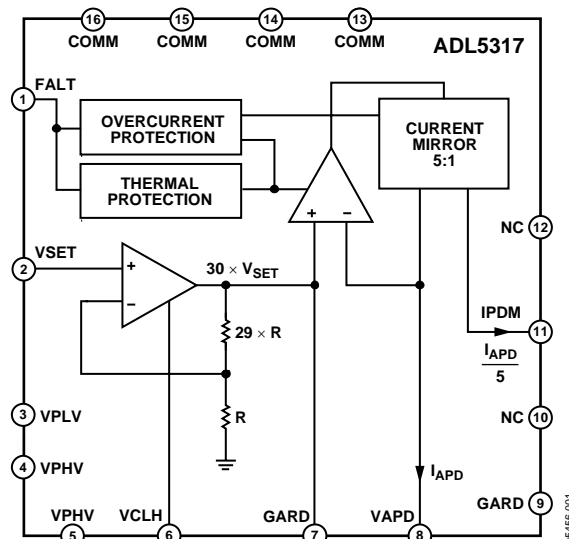 16 15 14 13
COMM COMM COMM COMM
ADL5317
1 FALT
OVERCURRENT
PROTECTION
CURRENT
MIRROR
5:1
THERMAL
PROTECTION
+ −
NC 12
2 VSET
+
−
30 × VSET
29 × R
R
IPDM 11
IAPD
5
3 VPLV
NC 10
4 VPHV
IAPD
GARD 9
VPHV VCLH GARD VAPD
5 6 7 8